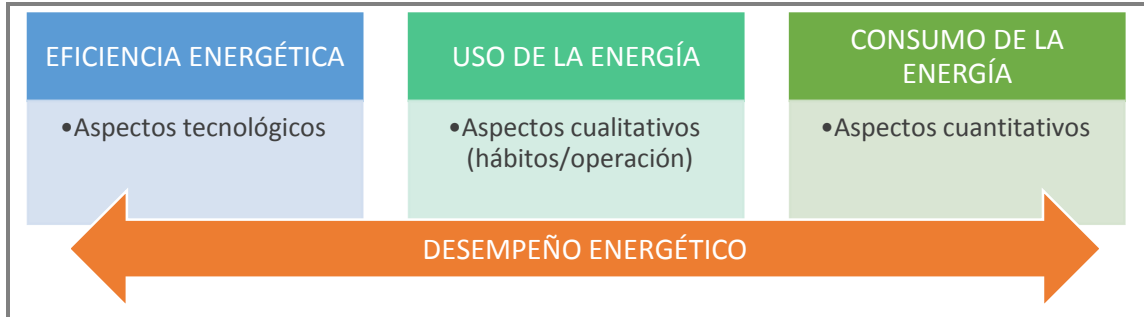 EFICIENCIA ENERGÉTICA
•Aspectos tecnológicos
USO DE LA ENERGÍA
•Aspectos cualitativos
(hábitos/operación)
CONSUMO DE LA
ENERGÍA
•Aspectos cuantitativos
DESEMPEÑO ENERGÉTICO